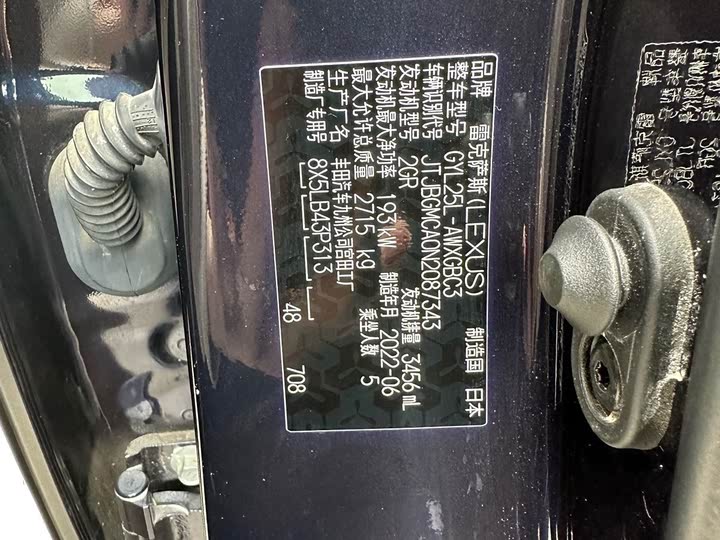 品牌 雷克萨斯(LEXUS) 制造国 日本
整车型号 GYL25L-AWXGBC3
车辆识别代号 JTJBGMCA0N2087343
发动机型号 2GR 发动机排量 3456 mL
发动机最大净功率 193 kW 制造年月 2022-06
最大允许总质量 2715 kg 乘坐人数 5
生产厂名 丰田汽车九州公司宫田工厂
制造厂专用号 8X5LB43P313 48 708